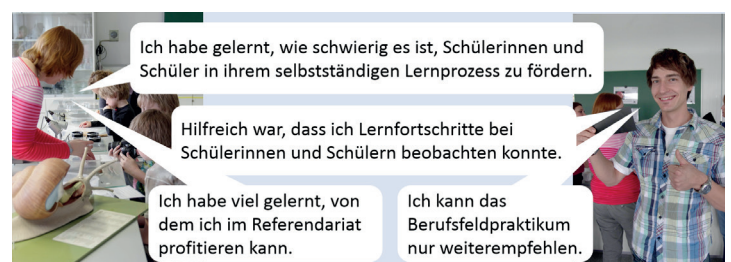 Ich habe gelernt, wie schwierig es ist, Schülerinnen und
Schüler in ihrem selbstständigen Lernprozess zu fördern.
Hilfreich war, dass ich Lernfortschritte bei
Schülerinnen und Schülern beobachten konnte.
Ich habe viel gelernt, von
dem ich im Referendariat
profitieren kann.
Ich kann das
Berufsfeldpraktikum
nur weiterempfehlen.